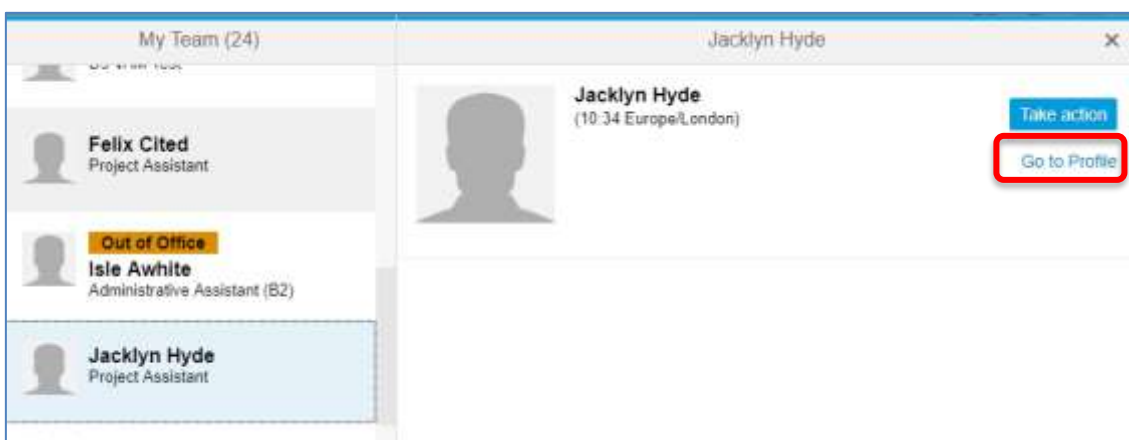 My Team (24)
Felix Cited
Project Assistant
Out of Office
Isle Awhite
Administrative Assistant (B2)
Jacklyn Hyde
Project Assistant
Jacklyn Hyde
Jacklyn Hyde
(10:34 Europe/London)
Take action
Go to Profile